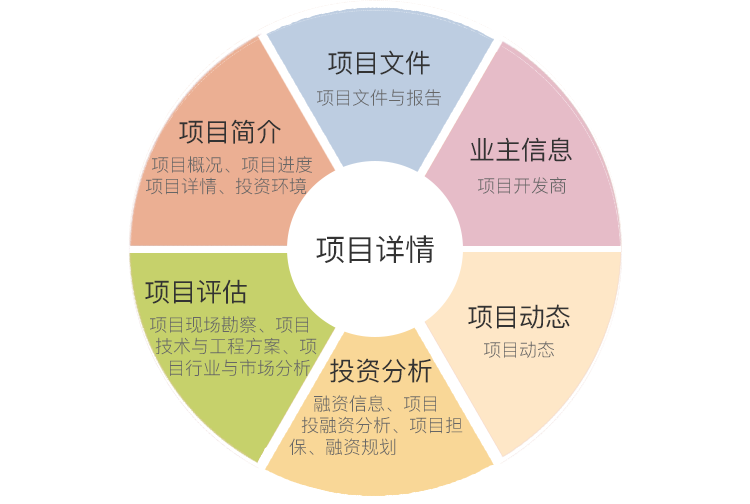 项目文件
项目文件与报告
项目简介
项目概况、项目进度
项目详情、投资环境
业主信息
项目开发商
项目详情
项目评估
项目现场勘察、项目
技术与工程方案、项
目行业与市场分析
项目动态
项目动态
投资分析
融资信息、项目
投融资分析、项目担
保、融资规划